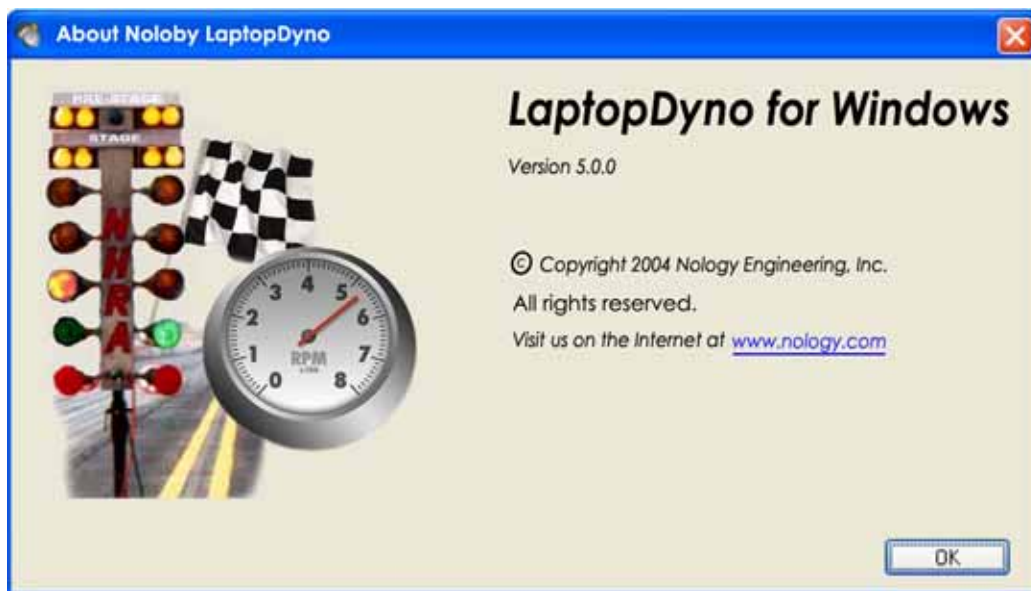 About Noloby LaptopDyno
LaptopDyno for Windows
Version 5.0.0
© Copyright 2004 Nology Engineering, Inc.
All rights reserved.
Visit us on the Internet at www.nology.com
PRE-STAGE
STAGE
NHRA
0 1 2 3 4 5 6 7 8
RPM
OK